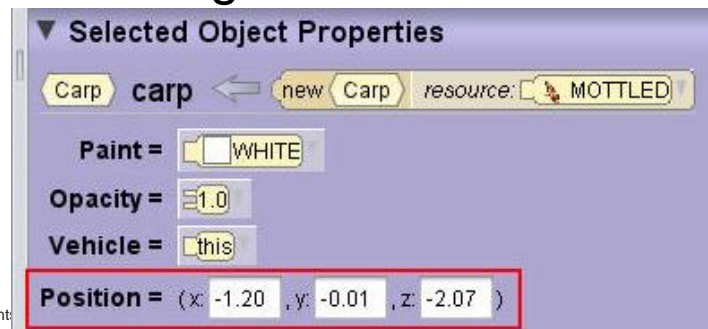 ▼ Selected Object Properties
Carp carp new Carp resource: MOTTLED
Paint = WHITE
Opacity = 1.0
Vehicle = this
Position = (x: -1.20 , y: -0.01 , z: -2.07 )